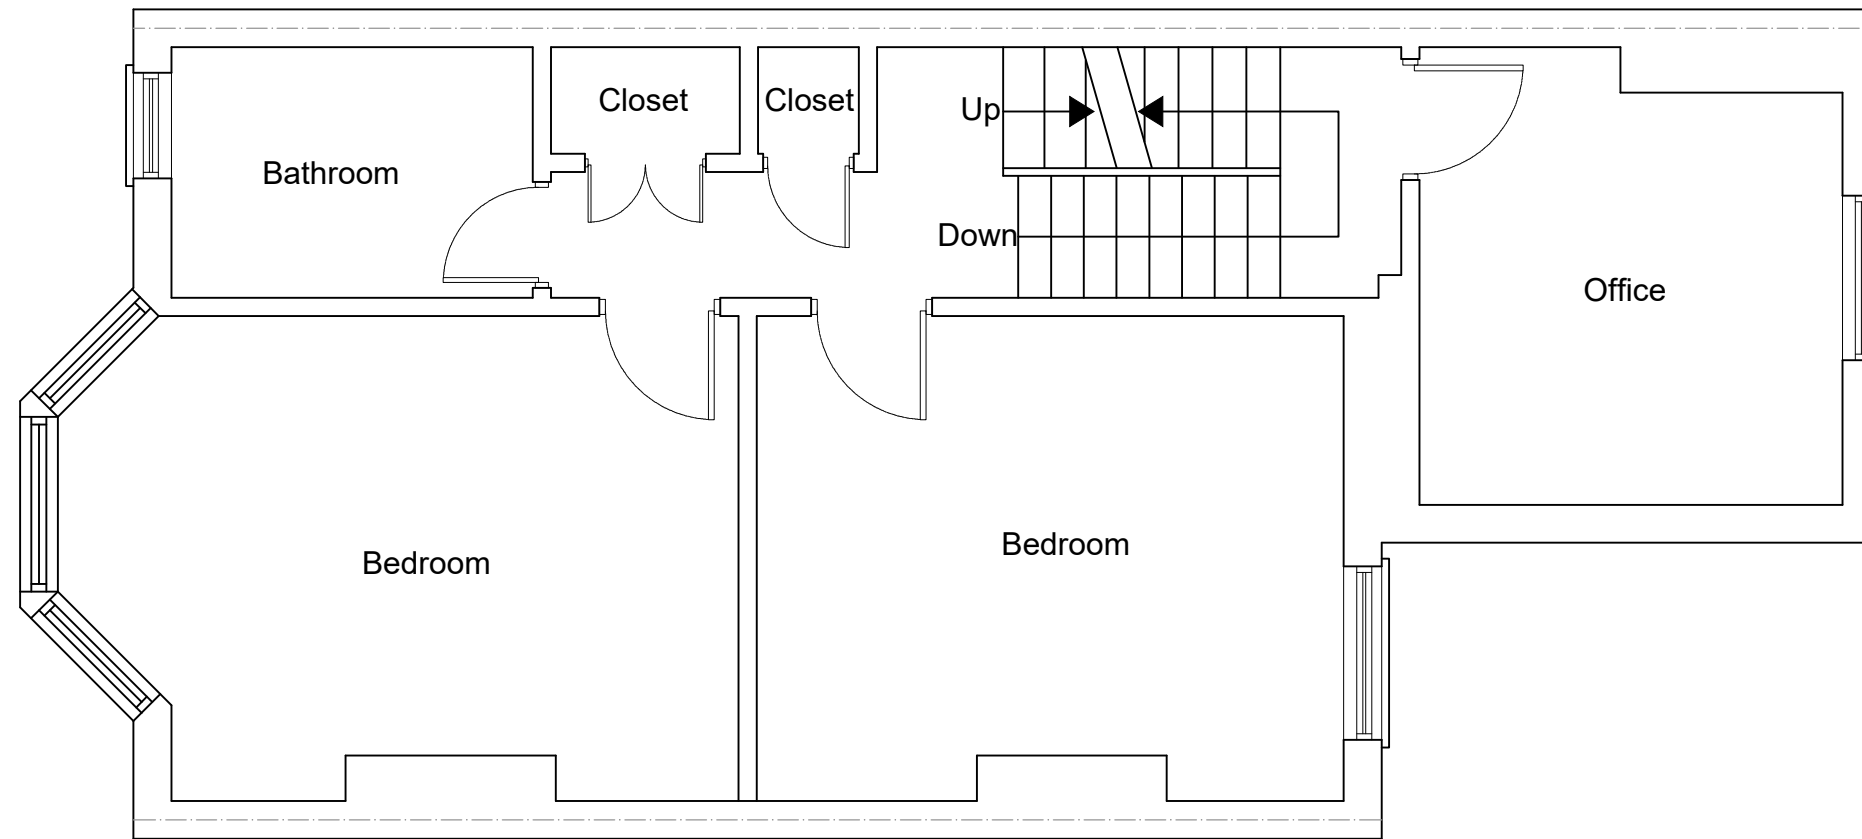 Closet
Closet
Up
Bathroom
Down
Office
Bedroom
Bedroom